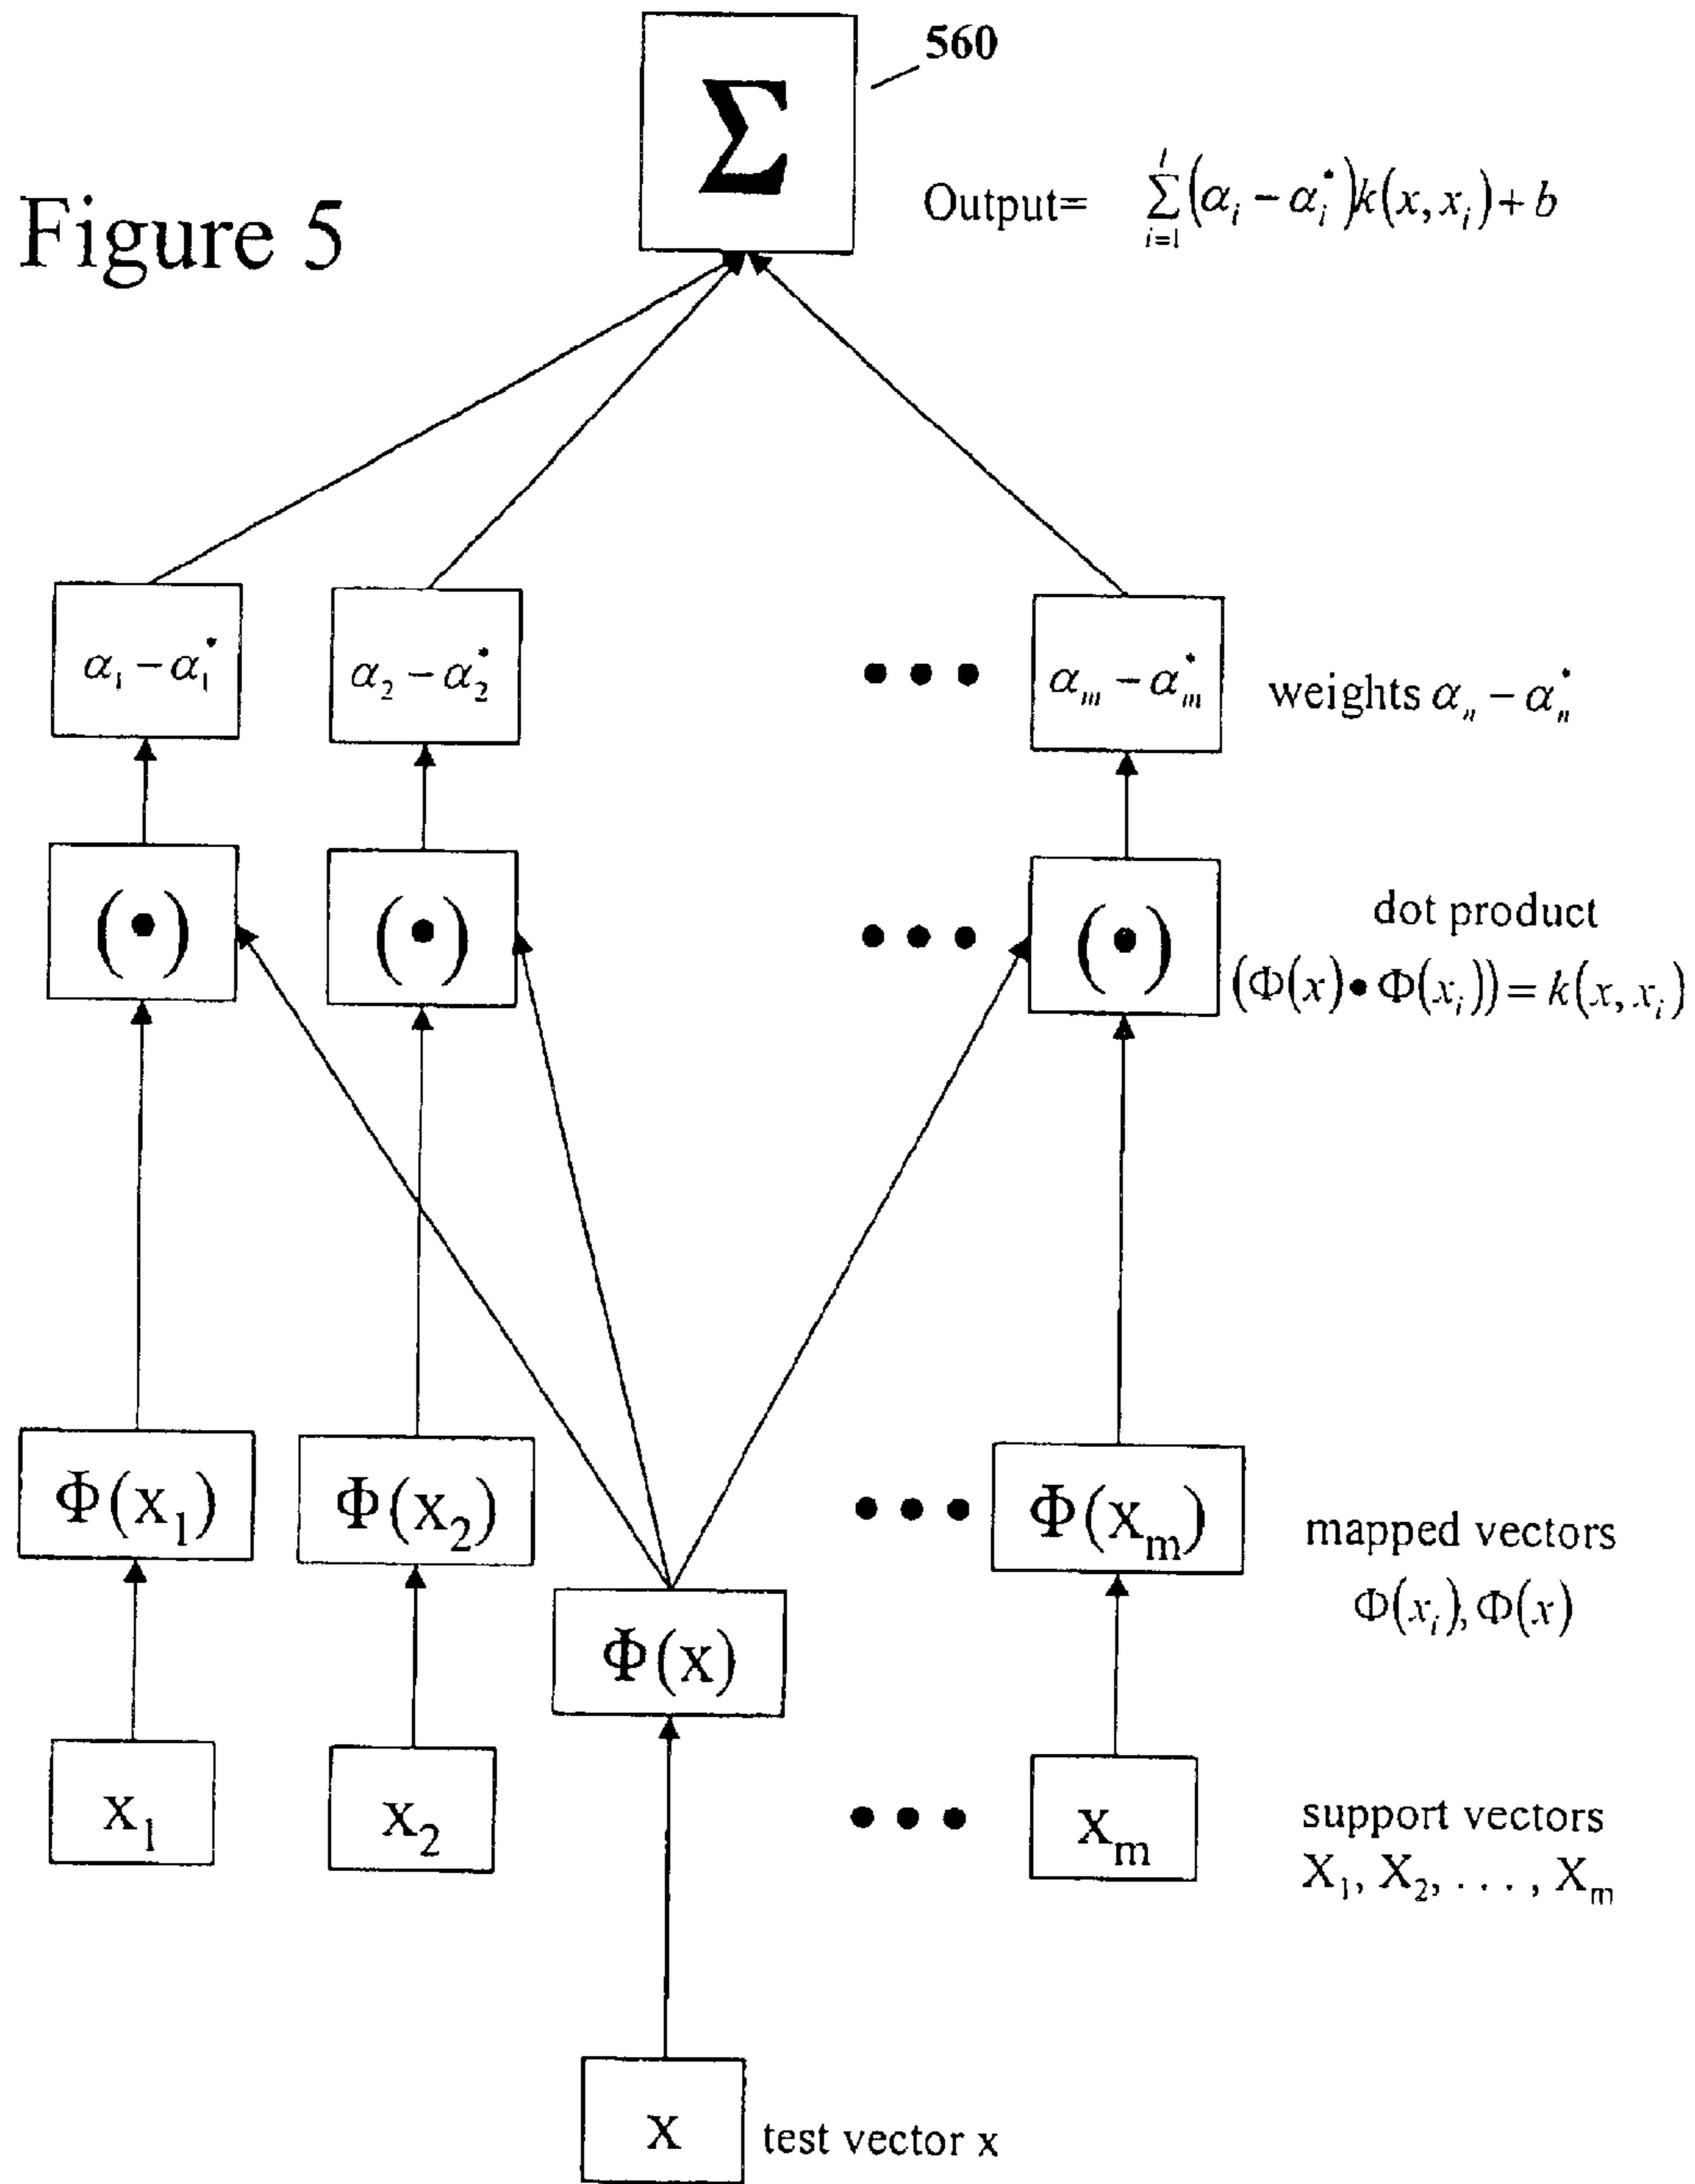 560
Σ
Figure 5
Output= \sum_{i=1}^{l} (α_i − α_i^*) k(x, x_i) + b
α_1 − α_1^*
α_2 − α_2^*
• • •
α_m − α_m^*
weights α_n − α_n^*
(•)
(•)
• • •
(•)
dot product
(Φ(x) • Φ(x_i)) = k(x, x_i)
Φ(x_1)
Φ(x_2)
• • •
Φ(x_m)
mapped vectors
Φ(x_i), Φ(x)
Φ(x)
x_1
x_2
• • •
x_m
support vectors
X_1, X_2, . . . , X_m
x
test vector x